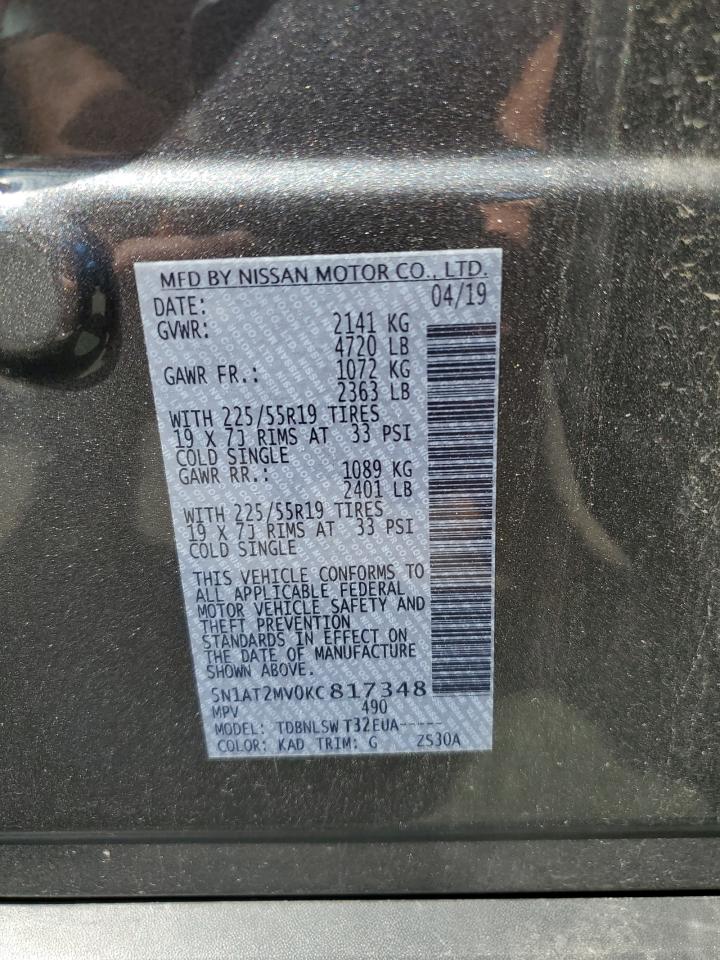 MFD BY NISSAN MOTOR CO., LTD.
DATE: 04/19
GVWR: 2141 KG
4720 LB
GAWR FR.: 1072 KG
2363 LB
WITH 225/55R19 TIRES
19 X 7J RIMS AT 33 PSI
COLD SINGLE
GAWR RR.: 1089 KG
2401 LB
WITH 225/55R19 TIRES
19 X 7J RIMS AT 33 PSI
COLD SINGLE
THIS VEHICLE CONFORMS TO
ALL APPLICABLE FEDERAL
MOTOR VEHICLE SAFETY AND
THEFT PREVENTION
STANDARDS IN EFFECT ON
THE DATE OF MANUFACTURE
SHOWN ABOVE.
5N1AT2MV0KC817348
MPV 490
MODEL: TDBNLSW T32EUA-----
COLOR: KAD TRIM: G 2S30A